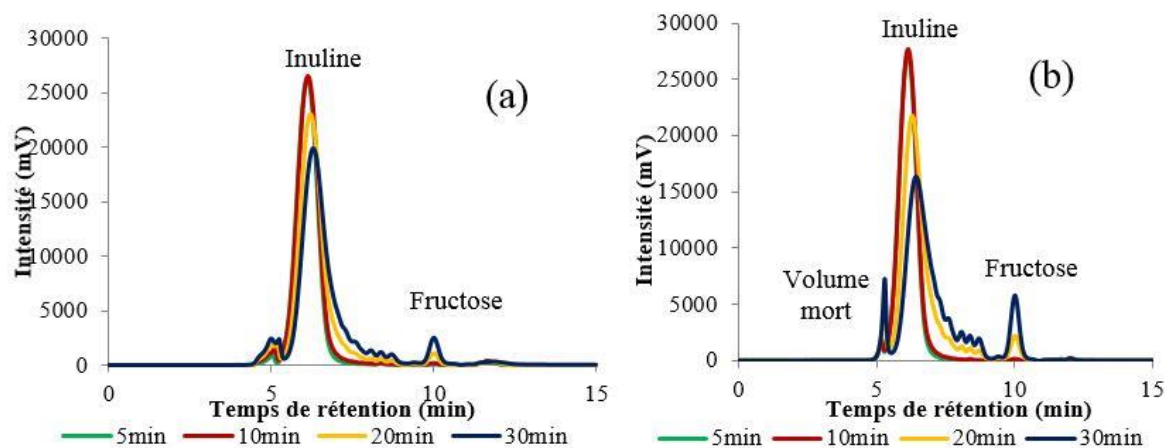 30000
25000
20000
15000
10000
5000
0
Intensité (mV)
Inuline
(a)
Fructose
0 5 10 15
Temps de rétention (min)
5min 10min 20min 30min
30000
25000
20000
15000
10000
5000
0
Intensité (mV)
Inuline
(b)
Volume
mort
Fructose
0 5 10 15
Temps de rétention (min)
5min 10min 20min 30min